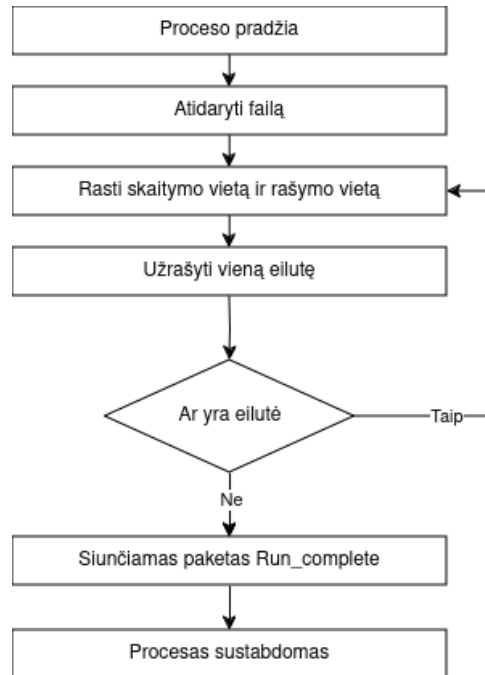 Proceso pradžia
Atidaryti failą
Rasti skaitymo vietą ir rašymo vietą
Užrašyti vieną eilutę
Ar yra eilutė
Taip
Ne
Siunčiamas paketas Run_complete
Procesas sustabdomas